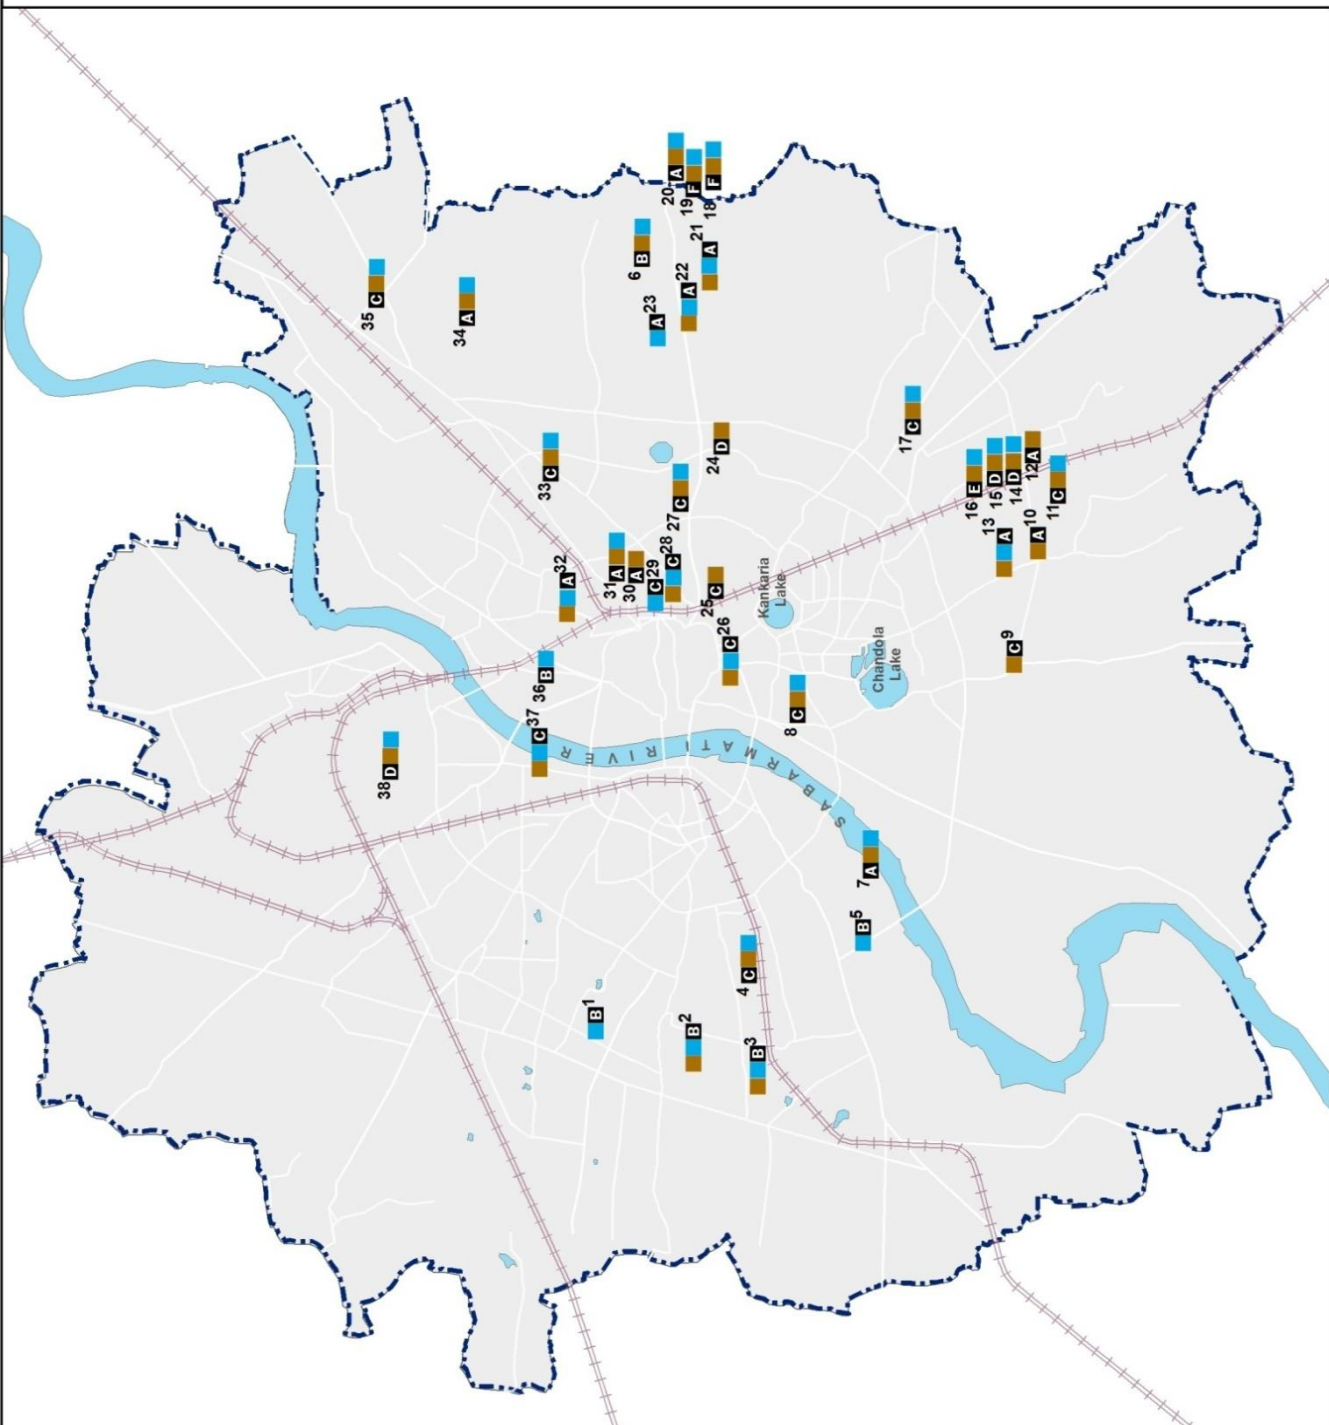 B 1
B 2
B 3
4 C
B 5
6 B
7 A
8 C
C 9
A 10
11 C
12 A
A 13
14 D
15 D
16 E
17 C
18 F
19 F
20 A
A 21
A 22
A 23
24 D
25 C
C 26
27 C
C 28
C 29
30 A
31 A
A 32
33 C
34 A
35 C
36 B
C 37
38 D
SABARMATI RIVER
Kankaria
Lake
Chandola
Lake